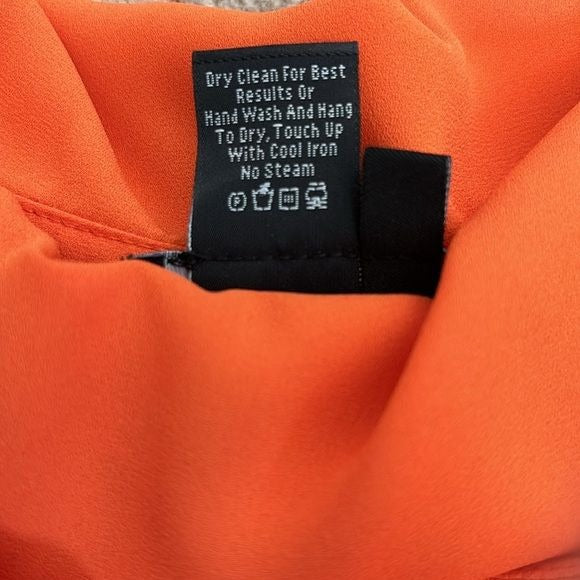 Dry Clean For Best
Results Or
Hand Wash And Hang
To Dry, Touch Up
With Cool Iron
No Steam
P